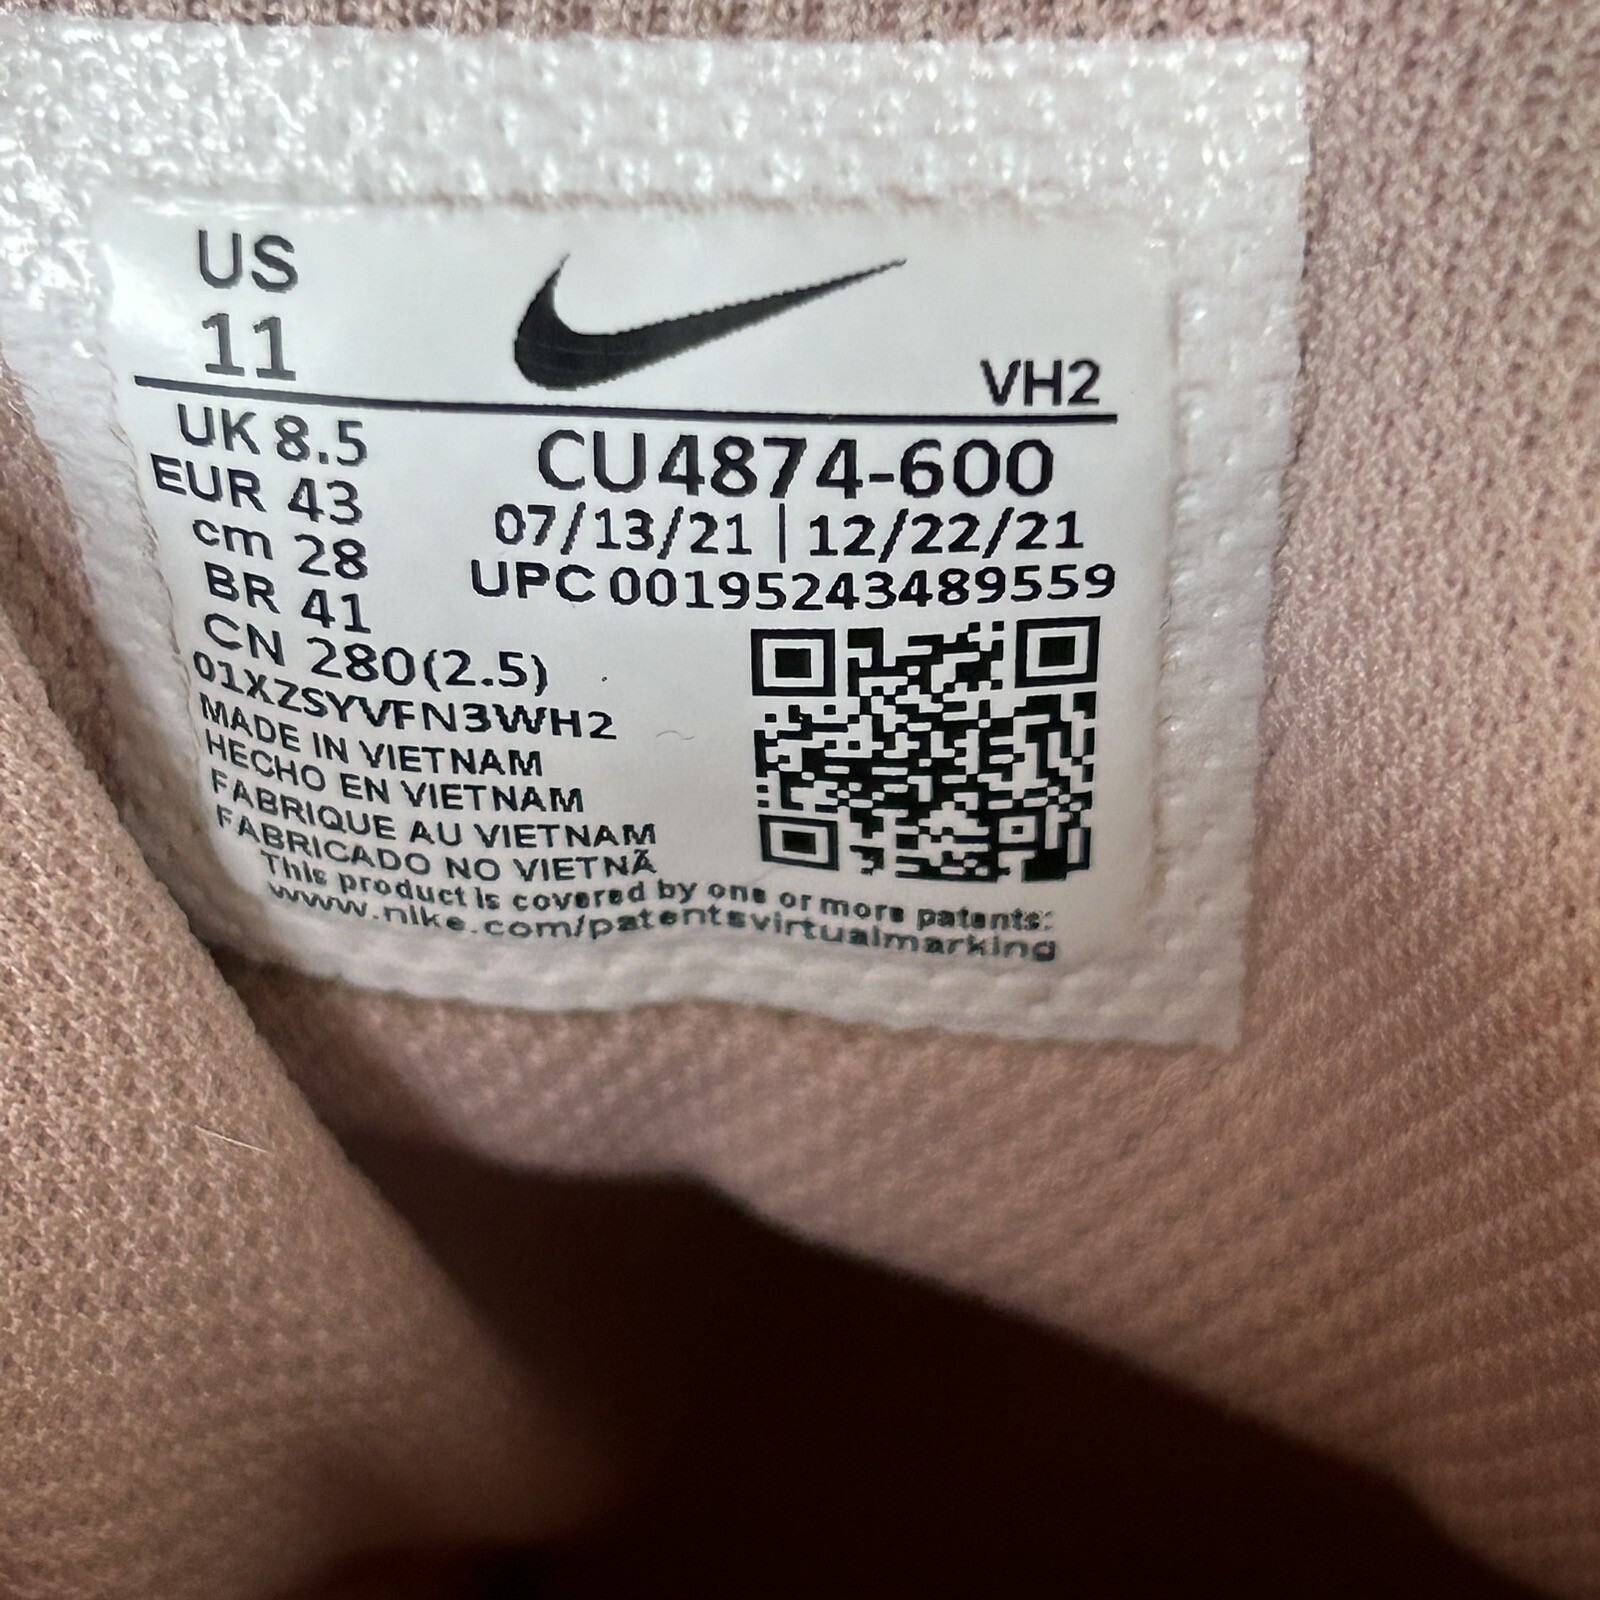 US
11
VH2
UK 8.5
EUR 43
cm 28
BR 41
CN 280(2.5)
CU4874-600
07/13/21 | 12/22/21
UPC 00195243489559
01XZSYVFN3WH2
MADE IN VIETNAM
HECHO EN VIETNAM
FABRIQUE AU VIETNAM
FABRICADO NO VIETNÃ
This product is covered by one or more patents:
www.nike.com/patentsvirtualmarking